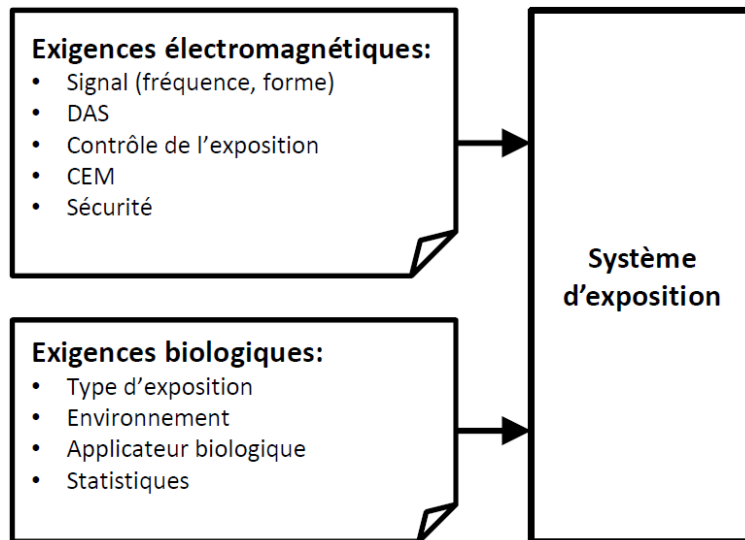 Exigences électromagnétiques:
• Signal (fréquence, forme)
• DAS
• Contrôle de l’exposition
• CEM
• Sécurité
Exigences biologiques:
• Type d’exposition
• Environnement
• Applicateur biologique
• Statistiques
Système
d’exposition